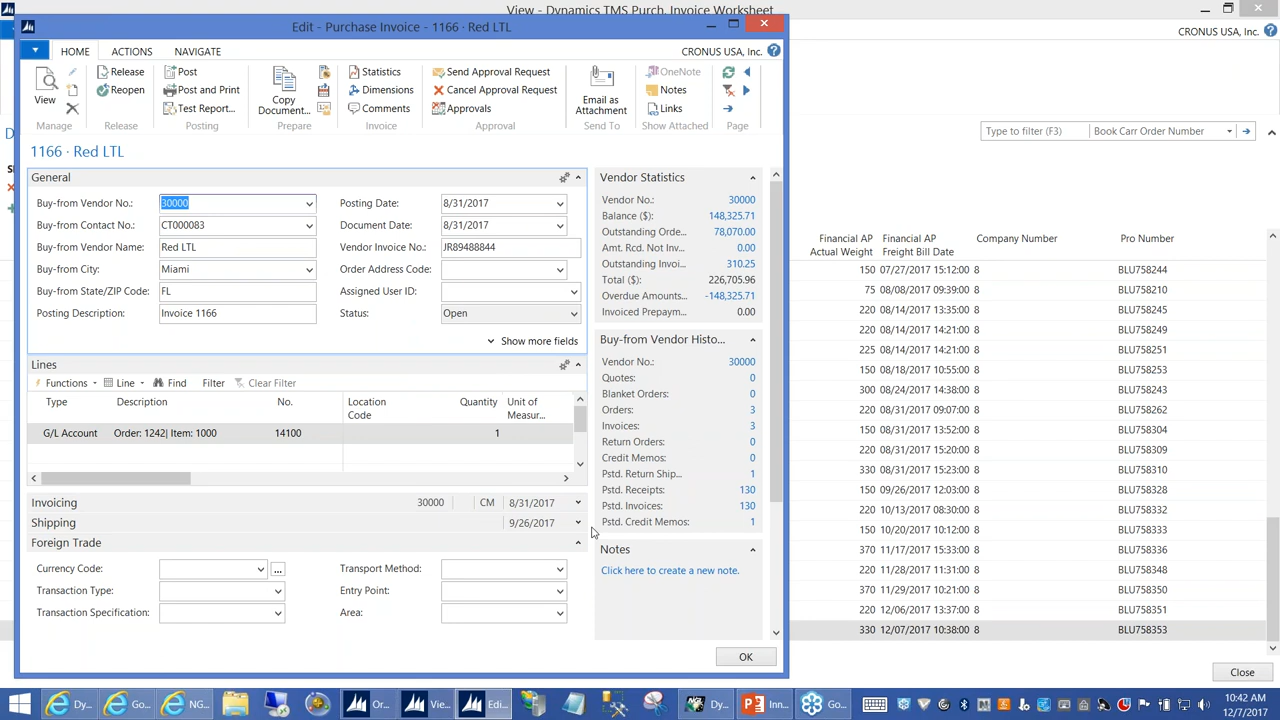 View - Dynamics TMS Purch. Invoice Worksheet
Edit - Purchase Invoice - 1166 · Red LTL
HOME ACTIONS NAVIGATE CRONUS USA, Inc.
CRONUS USA, Inc.
View
Manage
Release
Reopen
Release
Post
Post and Print
Test Report...
Posting
Copy Document...
Prepare
Statistics
Dimensions
Comments
Invoice
Send Approval Request
Cancel Approval Request
Approvals
Approval
Email as Attachment
Send To
OneNote
Notes
Links
Show Attached
Page
Type to filter (F3) Book Carr Order Number
1166 · Red LTL
General
Buy-from Vendor No.: 30000 Posting Date: 8/31/2017
Buy-from Contact No.: CT000083 Document Date: 8/31/2017
Buy-from Vendor Name: Red LTL Vendor Invoice No.: JR89488844
Buy-from City: Miami Order Address Code:
Buy-from State/ZIP Code: FL Assigned User ID:
Posting Description: Invoice 1166 Status: Open
Show more fields
Lines
Functions Line Find Filter Clear Filter
Type Description No. Location Code Quantity Unit of Measur...
G/L Account Order: 1242| Item: 1000 14100 1
Invoicing 30000 CM 8/31/2017
Shipping 9/26/2017
Foreign Trade
Currency Code: ... Transport Method:
Transaction Type: Entry Point:
Transaction Specification: Area:
Vendor Statistics
Vendor No.: 30000
Balance ($): 148,325.71
Outstanding Orde... 78,070.00
Amt. Rcd. Not Inv... 0.00
Outstanding Invoi... 310.25
Total ($): 226,705.96
Overdue Amounts... -148,325.71
Invoiced Prepaym... 0.00
Buy-from Vendor Histo...
Vendor No.: 30000
Quotes: 0
Blanket Orders: 0
Orders: 3
Invoices: 3
Return Orders: 0
Credit Memos: 0
Pstd. Return Ship... 1
Pstd. Receipts: 130
Pstd. Invoices: 130
Pstd. Credit Memos: 1
Notes
Click here to create a new note.
OK
Financial AP Actual Weight Financial AP Freight Bill Date Company Number Pro Number
150 07/27/2017 15:12:00 8 BLU758244
75 08/08/2017 09:39:00 8 BLU758210
220 08/14/2017 13:35:00 8 BLU758245
220 08/14/2017 14:21:00 8 BLU758249
225 08/14/2017 14:21:00 8 BLU758251
150 08/18/2017 10:55:00 8 BLU758253
300 08/24/2017 14:38:00 8 BLU758243
220 08/31/2017 09:07:00 8 BLU758262
150 08/31/2017 13:52:00 8 BLU758304
220 08/31/2017 15:20:00 8 BLU758309
330 08/31/2017 15:23:00 8 BLU758310
150 09/26/2017 12:03:00 8 BLU758328
220 10/13/2017 08:30:00 8 BLU758332
150 10/20/2017 10:12:00 8 BLU758333
370 11/17/2017 15:33:00 8 BLU758336
220 11/28/2017 11:31:00 8 BLU758348
370 11/29/2017 10:21:00 8 BLU758350
220 12/06/2017 13:37:00 8 BLU758351
330 12/07/2017 10:38:00 8 BLU758353
Close
Dy... Go... NG... Or... Vie... Edi... Dy... Inn... Go...
10:42 AM
12/7/2017